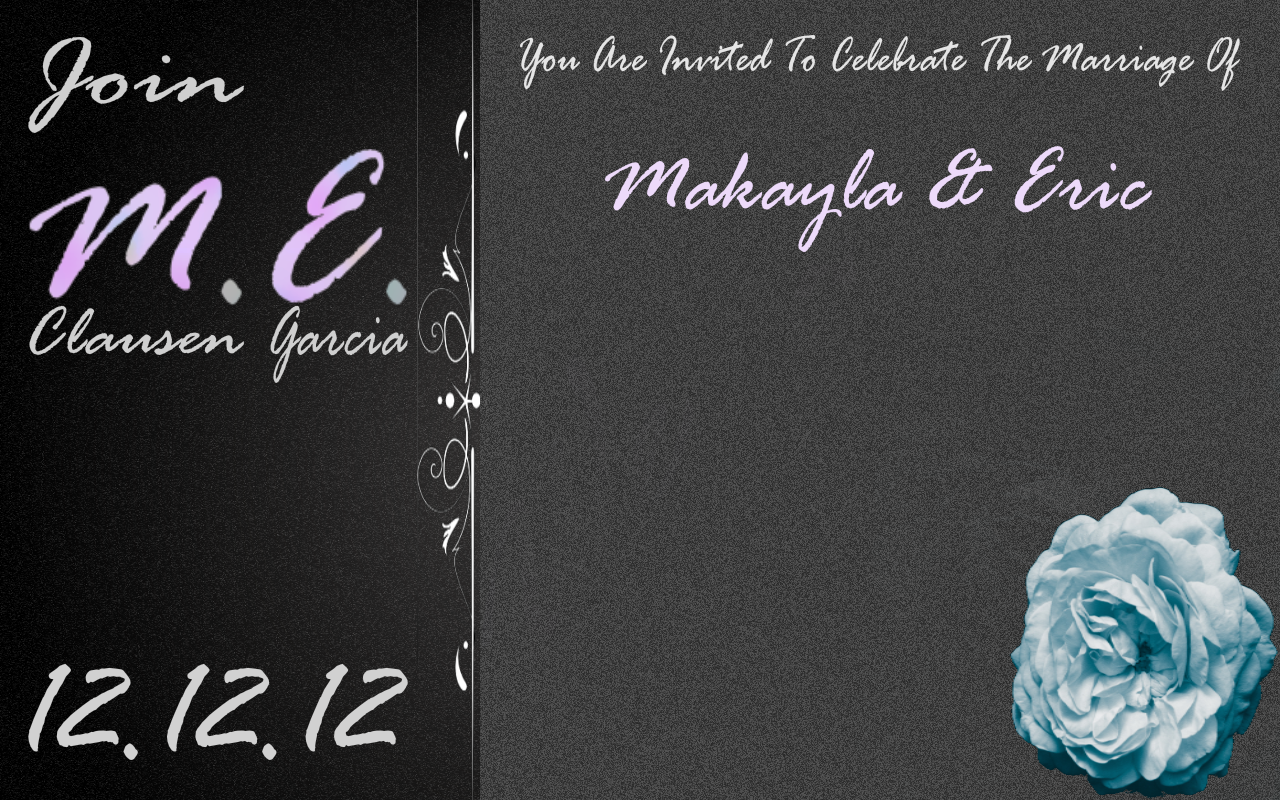 Join
M.E.
Clausen Garcia
12.12.12
You Are Invited To Celebrate The Marriage Of
Makayla & Eric